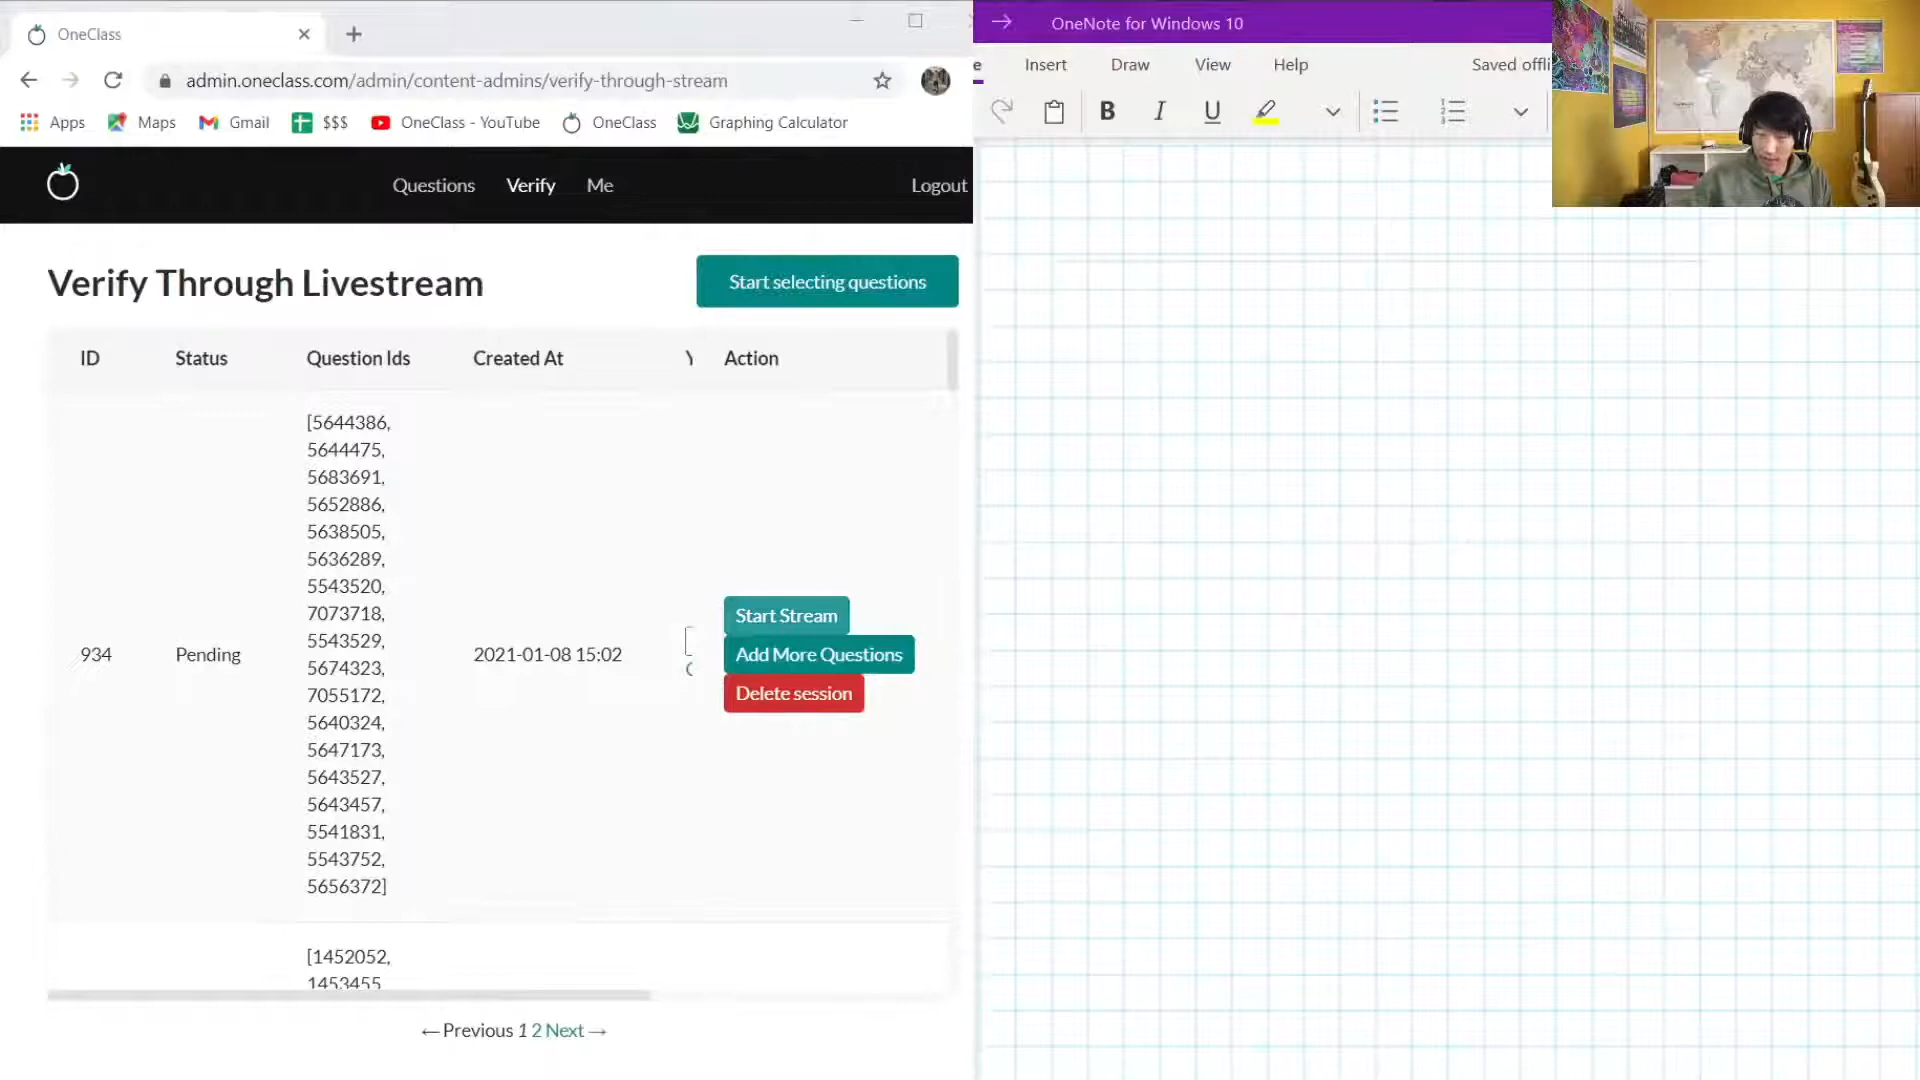 OneClass
OneNote for Windows 10
admin.oneclass.com/admin/content-admins/verify-through-stream
Insert Draw View Help Saved offli
Apps Maps Gmail $$$ OneClass - YouTube OneClass Graphing Calculator
B I U
Questions Verify Me Logout
Verify Through Livestream
Start selecting questions
ID Status Question Ids Created At Action
[5644386,
5644475,
5683691,
5652886,
5638505,
5636289,
5543520,
7073718,
5543529,
5674323,
7055172,
5640324,
5647173,
5643527,
5643457,
5541831,
5543752,
5656372]
934 Pending 2021-01-08 15:02
Start Stream
Add More Questions
Delete session
[1452052,
1453455
← Previous 1 2 Next →